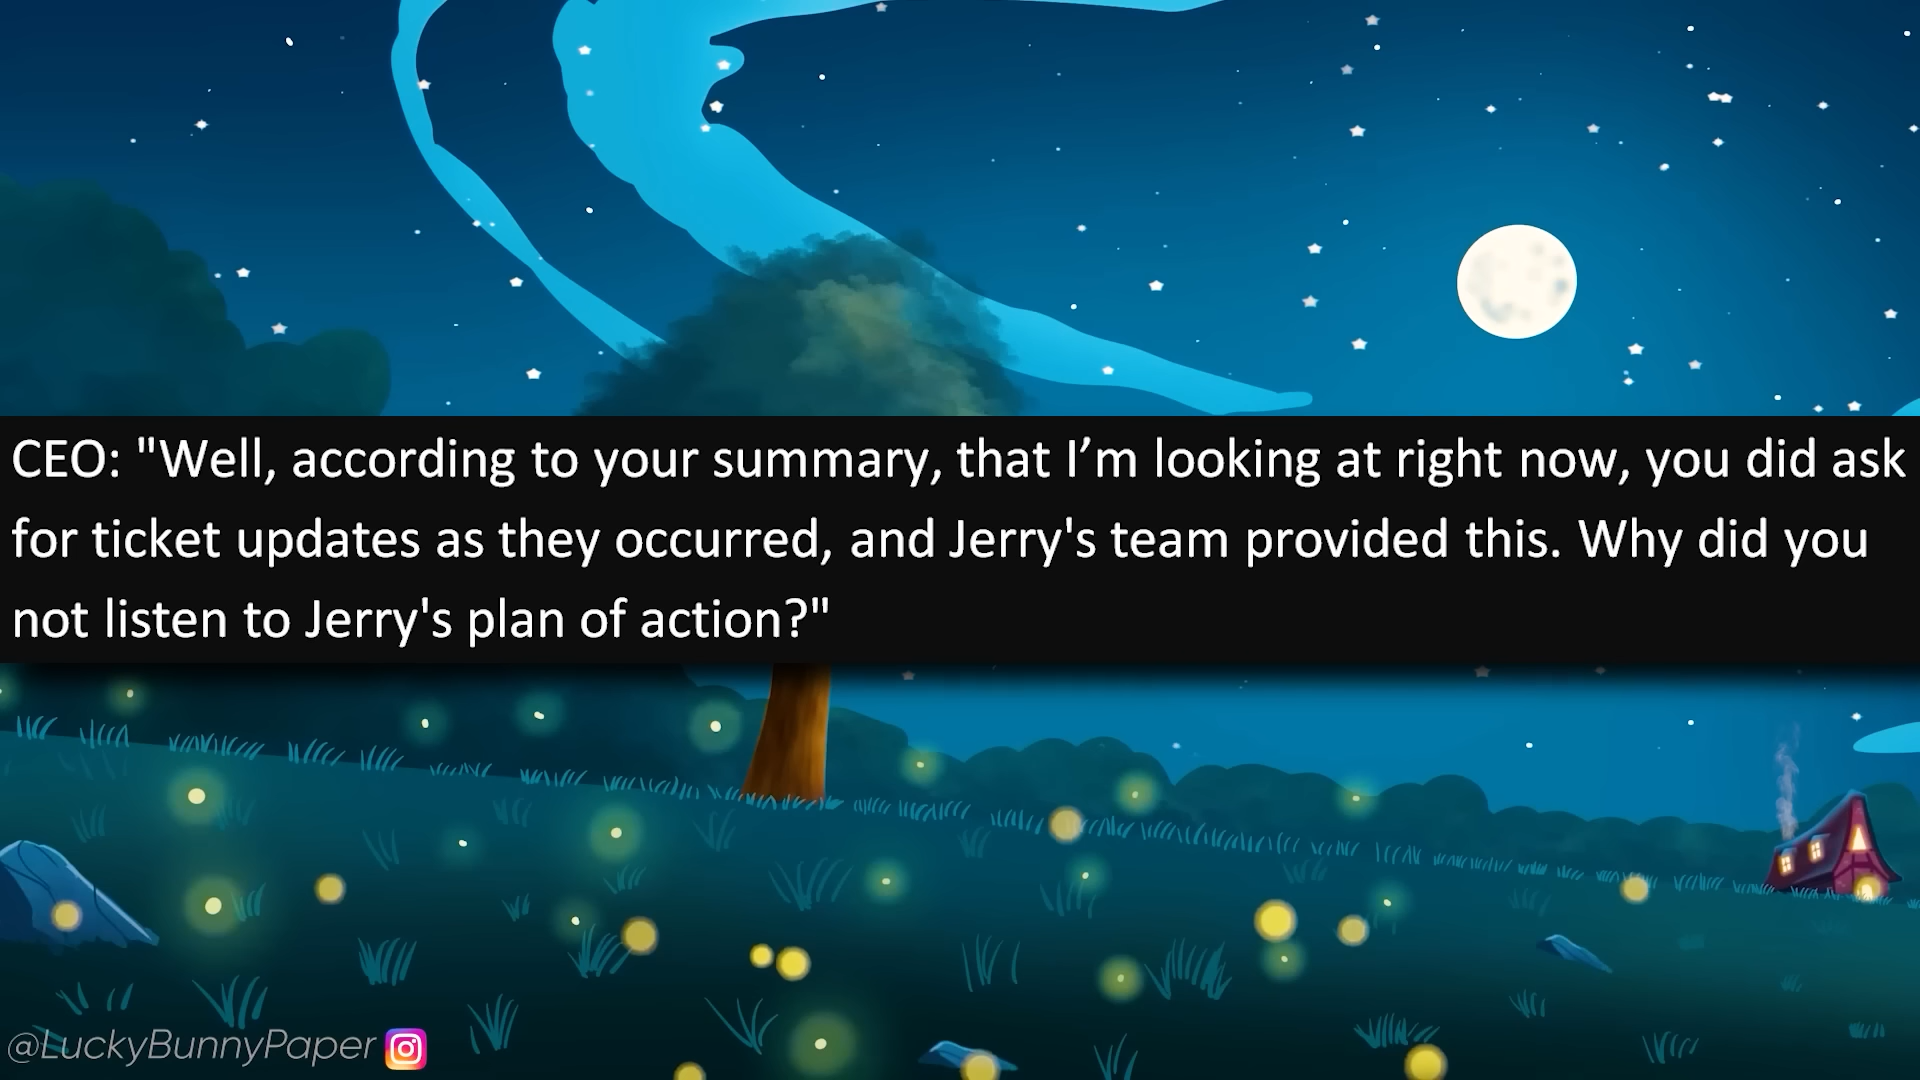 CEO: "Well, according to your summary, that I’m looking at right now, you did ask
for ticket updates as they occurred, and Jerry's team provided this. Why did you
not listen to Jerry's plan of action?"
@LuckyBunnyPaper